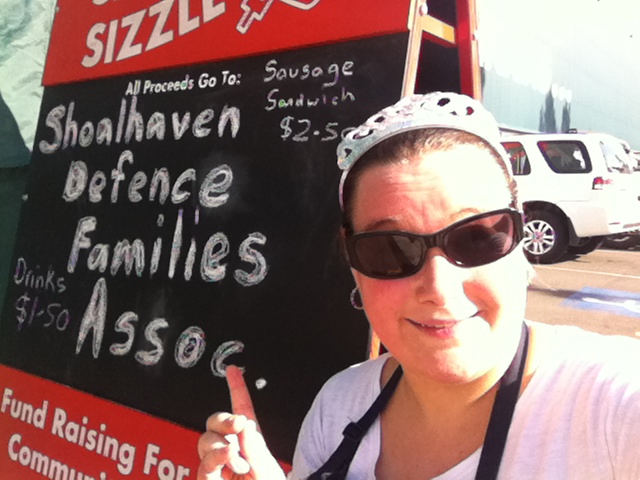 SIZZLE
All Proceeds Go To:
Sausage
Sandwich
$2.50
Shoalhaven
Defence
Families
Assoc.
Drinks
$1.50
Fund Raising For